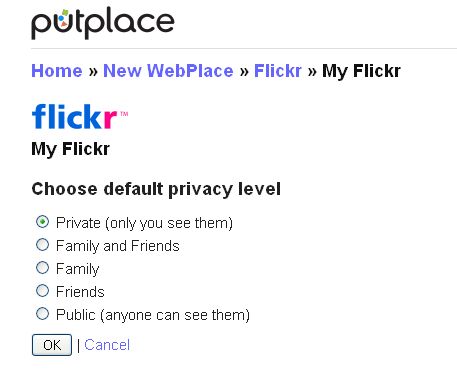 putplace
Home » New WebPlace » Flickr » My Flickr
flickr™
My Flickr
Choose default privacy level
Private (only you see them)
Family and Friends
Family
Friends
Public (anyone can see them)
OK | Cancel